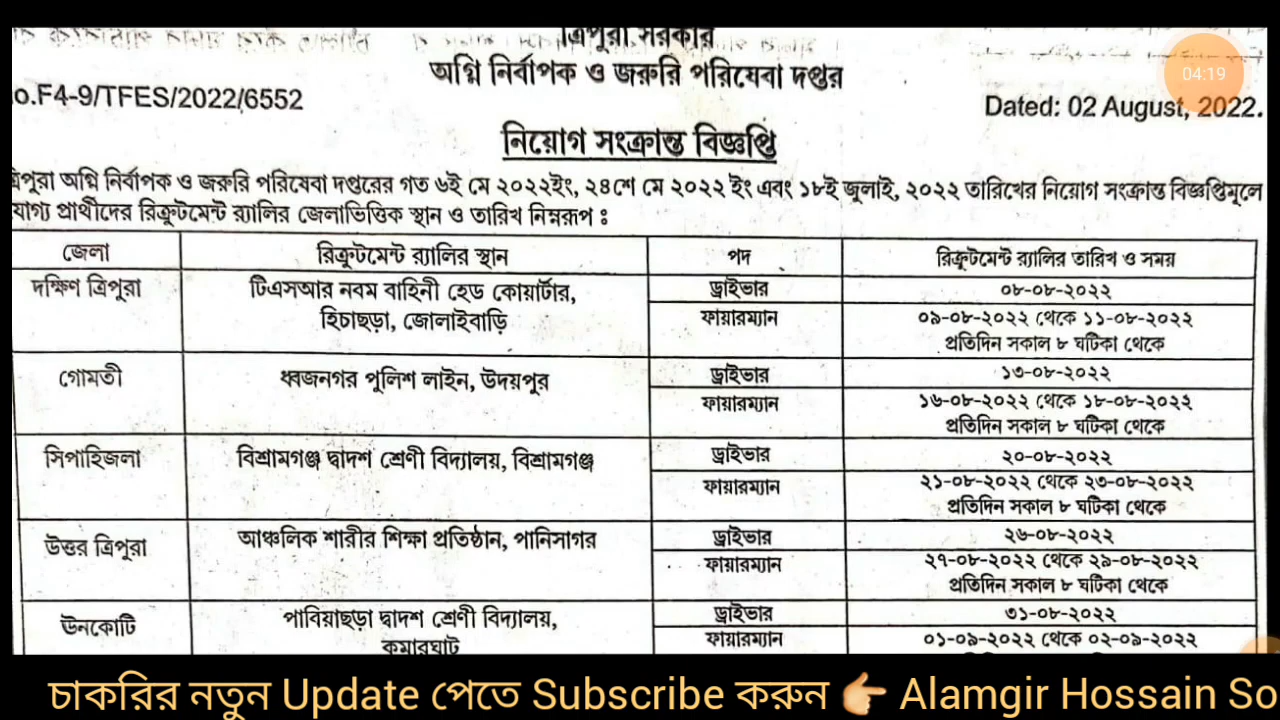 ত্রিপুরা সরকার
অগ্নি নির্বাপক ও জরুরি পরিষেবা দপ্তর
04:19
o.F4-9/TFES/2022/6552
Dated: 02 August, 2022.
নিয়োগ সংক্রান্ত বিজ্ঞপ্তি
ত্রিপুরা অগ্নি নির্বাপক ও জরুরি পরিষেবা দপ্তরের গত ৬ই মে ২০২২ইং, ২৪শে মে ২০২২ ইং এবং ১৮ই জুলাই, ২০২২ তারিখের নিয়োগ সংক্রান্ত বিজ্ঞপ্তিমূলে
যোগ্য প্রার্থীদের রিক্রুটমেন্ট র‍্যালির জেলাভিত্তিক স্থান ও তারিখ নিম্নরূপ ঃ
জেলা রিক্রুটমেন্ট র‍্যালির স্থান পদ রিক্রুটমেন্ট র‍্যালির তারিখ ও সময়
দক্ষিণ ত্রিপুরা টিএসআর নবম বাহিনী হেড কোয়ার্টার, ড্রাইভার ০৮-০৮-২০২২
হিচাছড়া, জোলাইবাড়ি ফায়ারম্যান ০৯-০৮-২০২২ থেকে ১১-০৮-২০২২
প্রতিদিন সকাল ৮ ঘটিকা থেকে
গোমতী ধ্বজনগর পুলিশ লাইন, উদয়পুর ড্রাইভার ১৩-০৮-২০২২
ফায়ারম্যান ১৬-০৮-২০২২ থেকে ১৮-০৮-২০২২
প্রতিদিন সকাল ৮ ঘটিকা থেকে
সিপাহিজলা বিশ্রামগঞ্জ দ্বাদশ শ্রেণী বিদ্যালয়, বিশ্রামগঞ্জ ড্রাইভার ২০-০৮-২০২২
ফায়ারম্যান ২১-০৮-২০২২ থেকে ২৩-০৮-২০২২
প্রতিদিন সকাল ৮ ঘটিকা থেকে
উত্তর ত্রিপুরা আঞ্চলিক শারীর শিক্ষা প্রতিষ্ঠান, পানিসাগর ড্রাইভার ২৬-০৮-২০২২
ফায়ারম্যান ২৭-০৮-২০২২ থেকে ২৯-০৮-২০২২
প্রতিদিন সকাল ৮ ঘটিকা থেকে
ঊনকোটি পাবিয়াছড়া দ্বাদশ শ্রেণী বিদ্যালয়, ড্রাইভার ৩১-০৮-২০২২
কুমারঘাট ফায়ারম্যান ০১-০৯-২০২২ থেকে ০২-০৯-২০২২
চাকরির নতুন Update পেতে Subscribe করুন 👉 Alamgir Hossain So